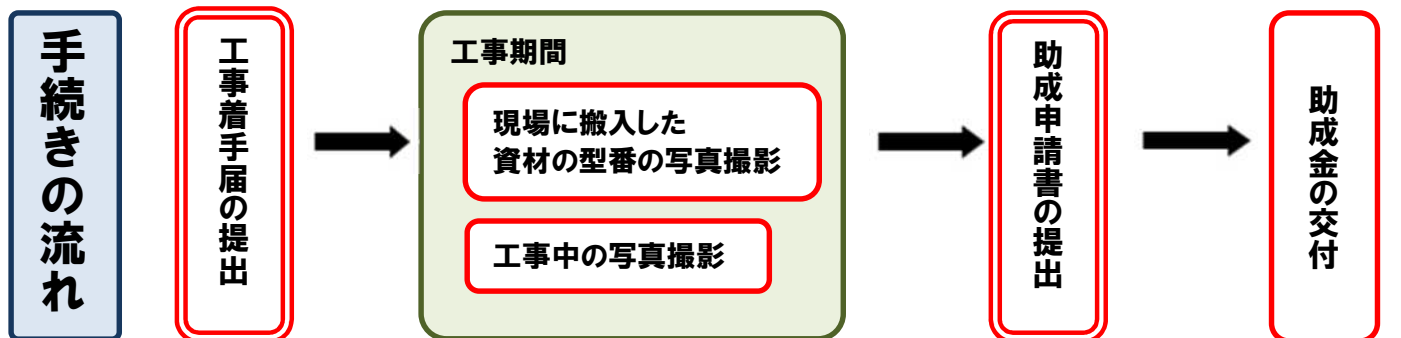 手続きの流れ
工事着手届の提出
工事期間
現場に搬入した
資材の型番の写真撮影
工事中の写真撮影
助成申請書の提出
助成金の交付